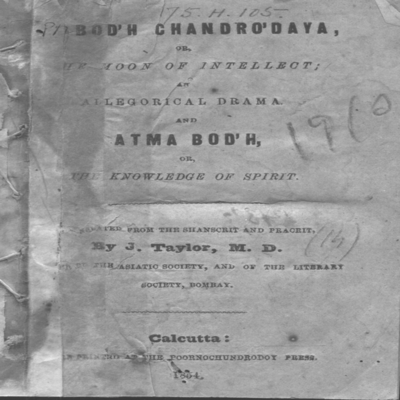 75. H. 105.
BOD'H CHANDRO'DAYA,
OR,
MOON OF INTELLECT;
AN
ALLEGORICAL DRAMA.
AND
ATMA BOD'H,
1910
OR,
THE KNOWLEDGE OF SPIRIT.
FROM THE SHANSCRIT AND PRACRIT,
By J. Taylor, M. D.
(14)
THE ASIATIC SOCIETY, AND OF THE LITERARY
SOCIETY, BOMBAY.
Calcutta:
PRINTED AT THE POORNOCHUNDRODOY PRESS.
1854.